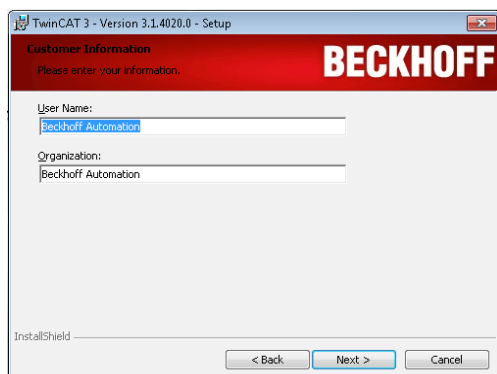 TwinCAT 3 - Version 3.1.4020.0 - Setup
Customer Information
Please enter your information.
BECKHOFF
User Name:
Beckhoff Automation
Organization:
Beckhoff Automation
InstallShield
< Back Next > Cancel